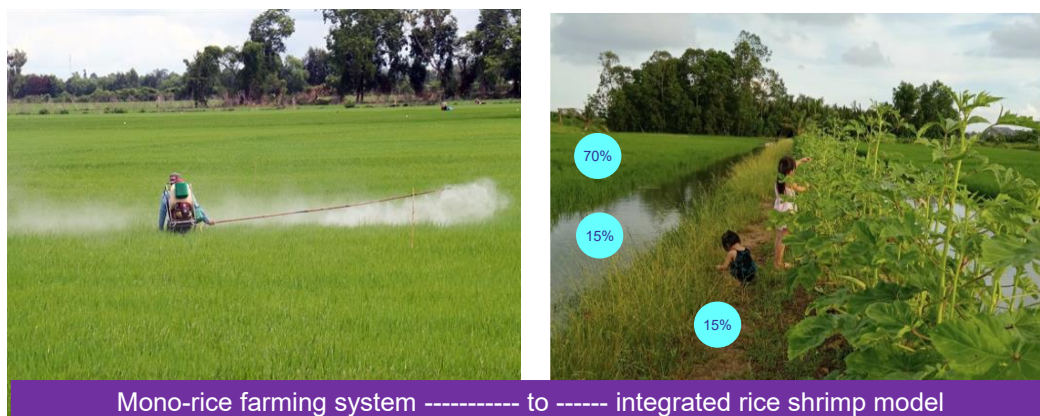 70%
15%
15%
Mono-rice farming system ----------- to ------ integrated rice shrimp model